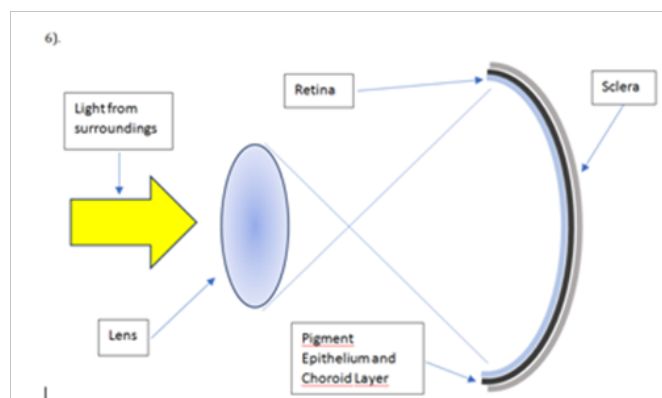 6).
Retina
Sclera
Light from
surroundings
Lens
Pigment
Epithelium and
Choroid Layer